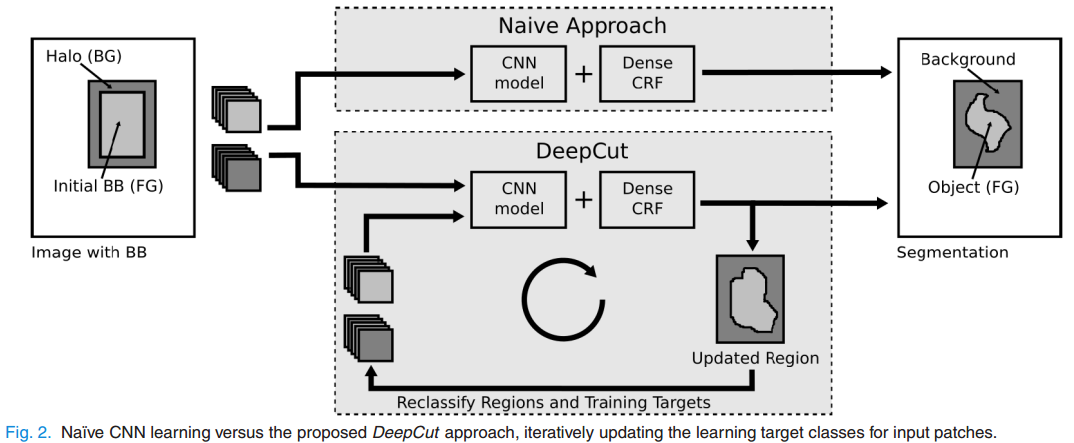 Naive Approach
Halo (BG)
Initial BB (FG)
Image with BB
CNN
model
+
Dense
CRF
DeepCut
CNN
model
+
Dense
CRF
Updated Region
Reclassify Regions and Training Targets
Background
Object (FG)
Segmentation
Fig. 2. Naïve CNN learning versus the proposed DeepCut approach, iteratively updating the learning target classes for input patches.